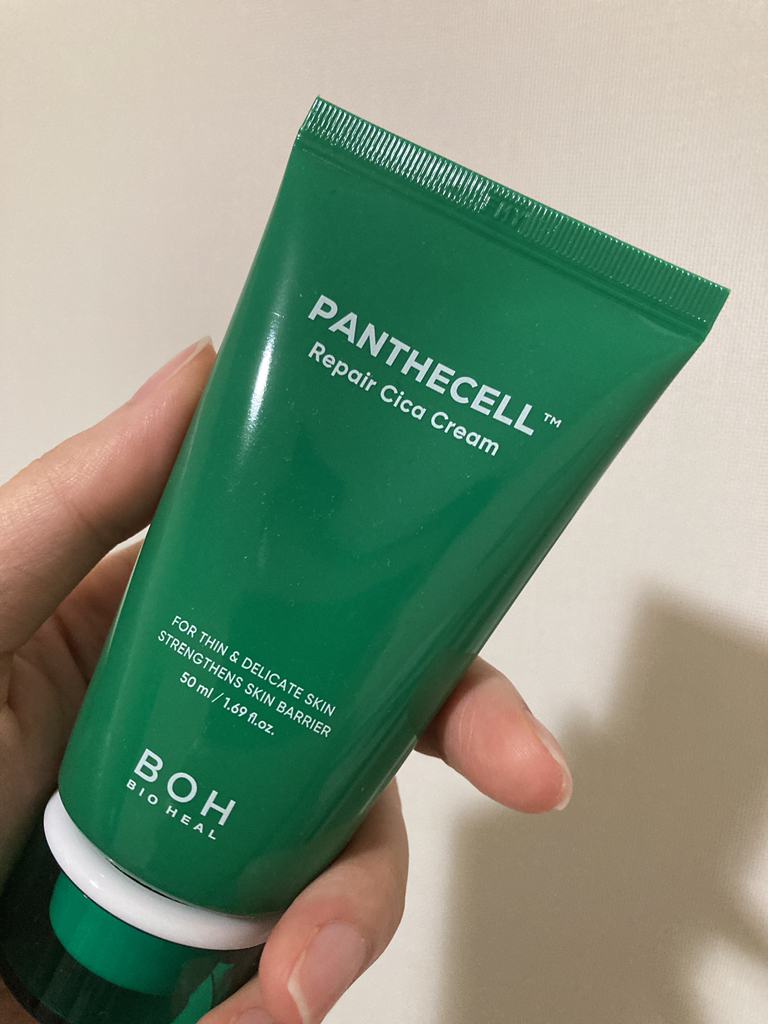 PANTHECELL™
Repair Cica Cream
FOR THIN & DELICATE SKIN
STRENGTHENS SKIN BARRIER
50 ml / 1.69 fl.oz.
BOH
BIO HEAL